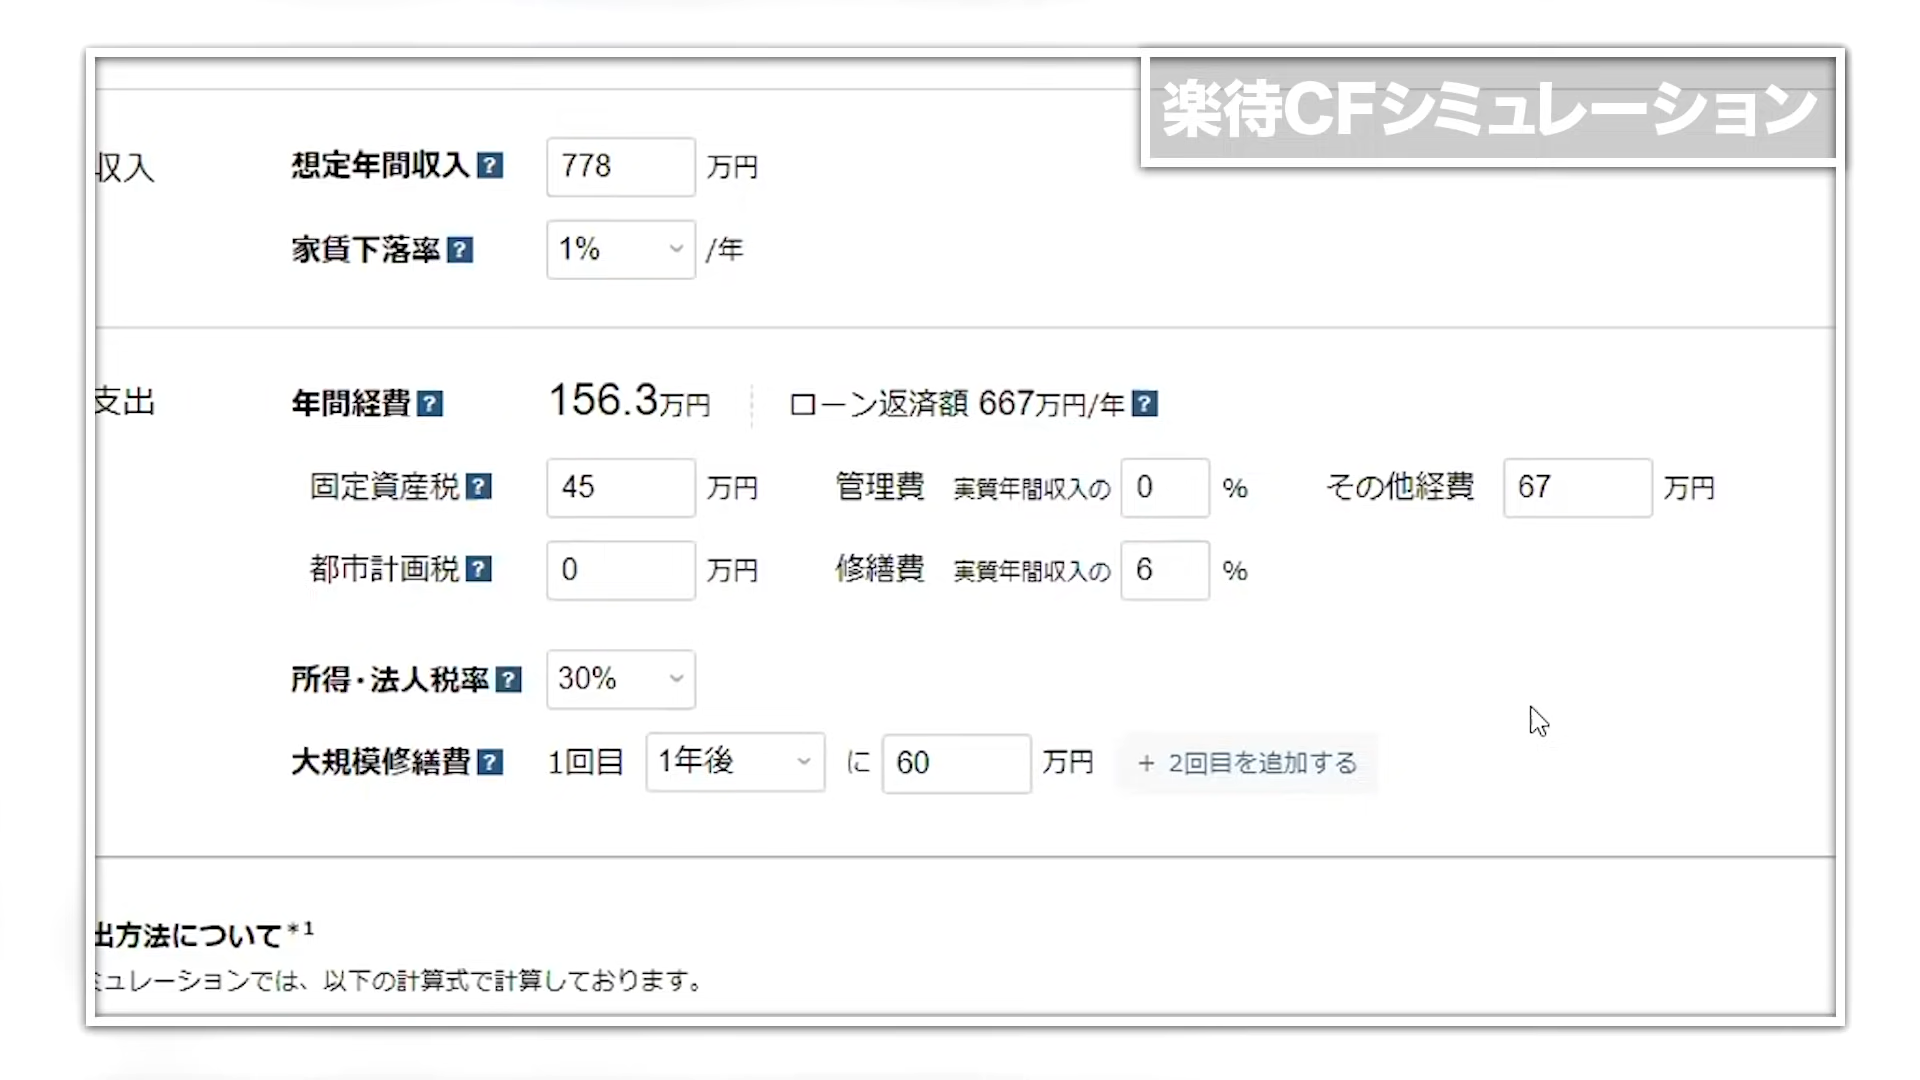 楽待CFシミュレーション
収入 想定年間収入? 778 万円
家賃下落率? 1% /年
支出 年間経費? 156.3万円 ローン返済額 667万円/年?
固定資産税? 45 万円 管理費 実質年間収入の 0 % その他経費 67 万円
都市計画税? 0 万円 修繕費 実質年間収入の 6 %
所得・法人税率? 30%
大規模修繕費? 1回目 1年後 に 60 万円 + 2回目を追加する
出方法について*1
ミュレーションでは、以下の計算式で計算しております。